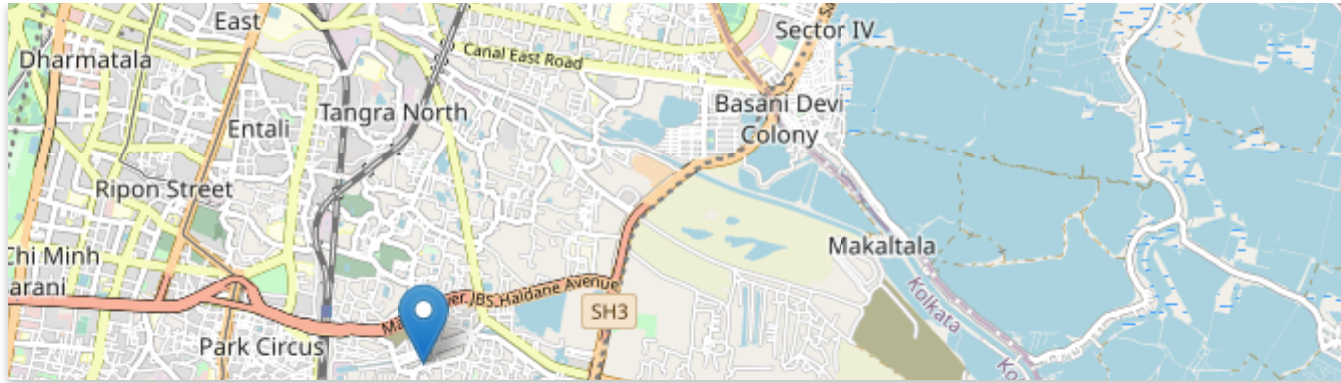 East
Sector IV
Dharmatala
Canal East Road
Tangra North
Basani Devi
Colony
Entali
Ripon Street
Makaltala
Chi Minh
arani
JBS Haldane Avenue
SH3
Kolkata
Park Circus